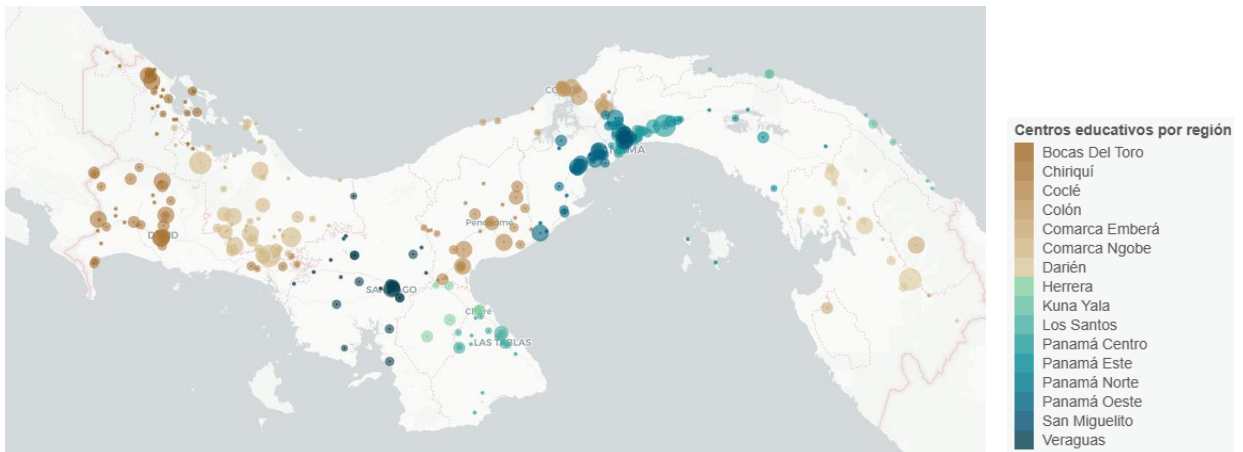 SANTIAGO
LAS TABLAS
Centros educativos por región
Bocas Del Toro
Chiriquí
Coclé
Colón
Comarca Emberá
Comarca Ngobe
Darién
Herrera
Kuna Yala
Los Santos
Panamá Centro
Panamá Este
Panamá Norte
Panamá Oeste
San Miguelito
Veraguas